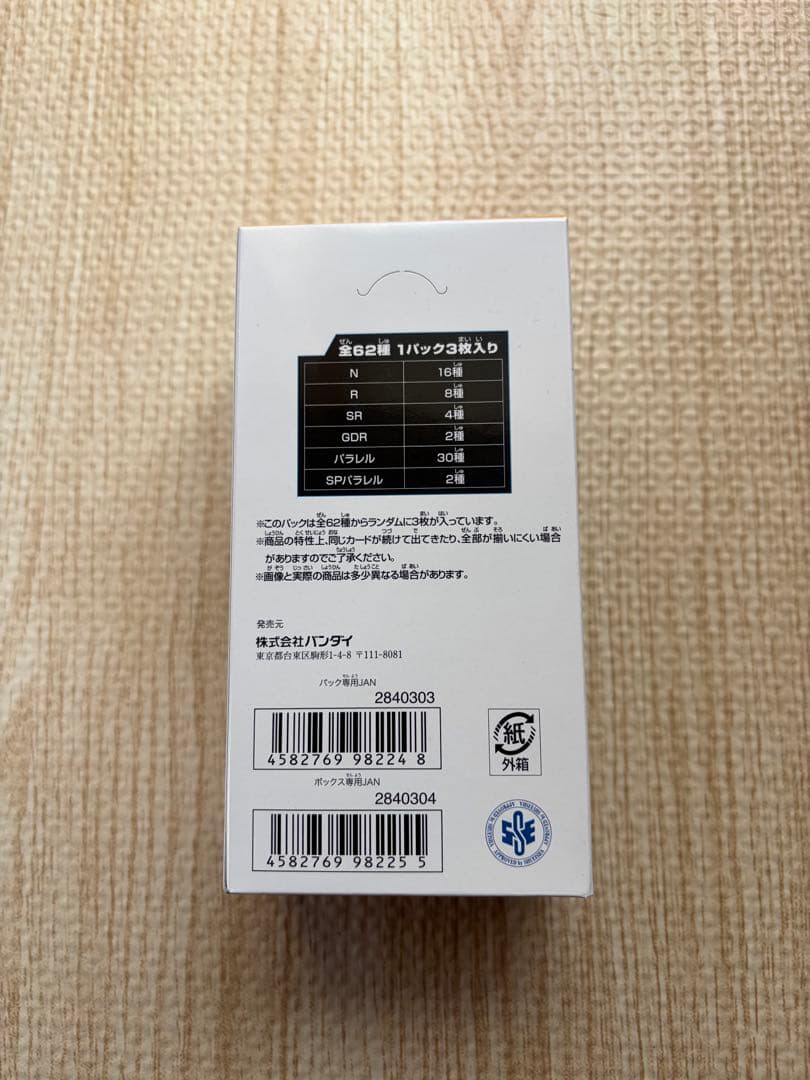 全62種 1パック3枚入り
N 16種
R 8種
SR 4種
GDR 2種
パラレル 30種
SPパラレル 2種
※このパックは全62種からランダムに3枚が入っています。
※商品の特性上、同じカードが続けて出てきたり、全部が揃いにくい場合
がありますのでご了承ください。
※画像と実際の商品は多少異なる場合があります。
発売元
株式会社バンダイ
東京都台東区駒形1-4-8 〒111-8081
パック専用JAN
2840303
4582769 98224 8
ボックス専用JAN
2840304
4582769 98225 5
紙
外箱